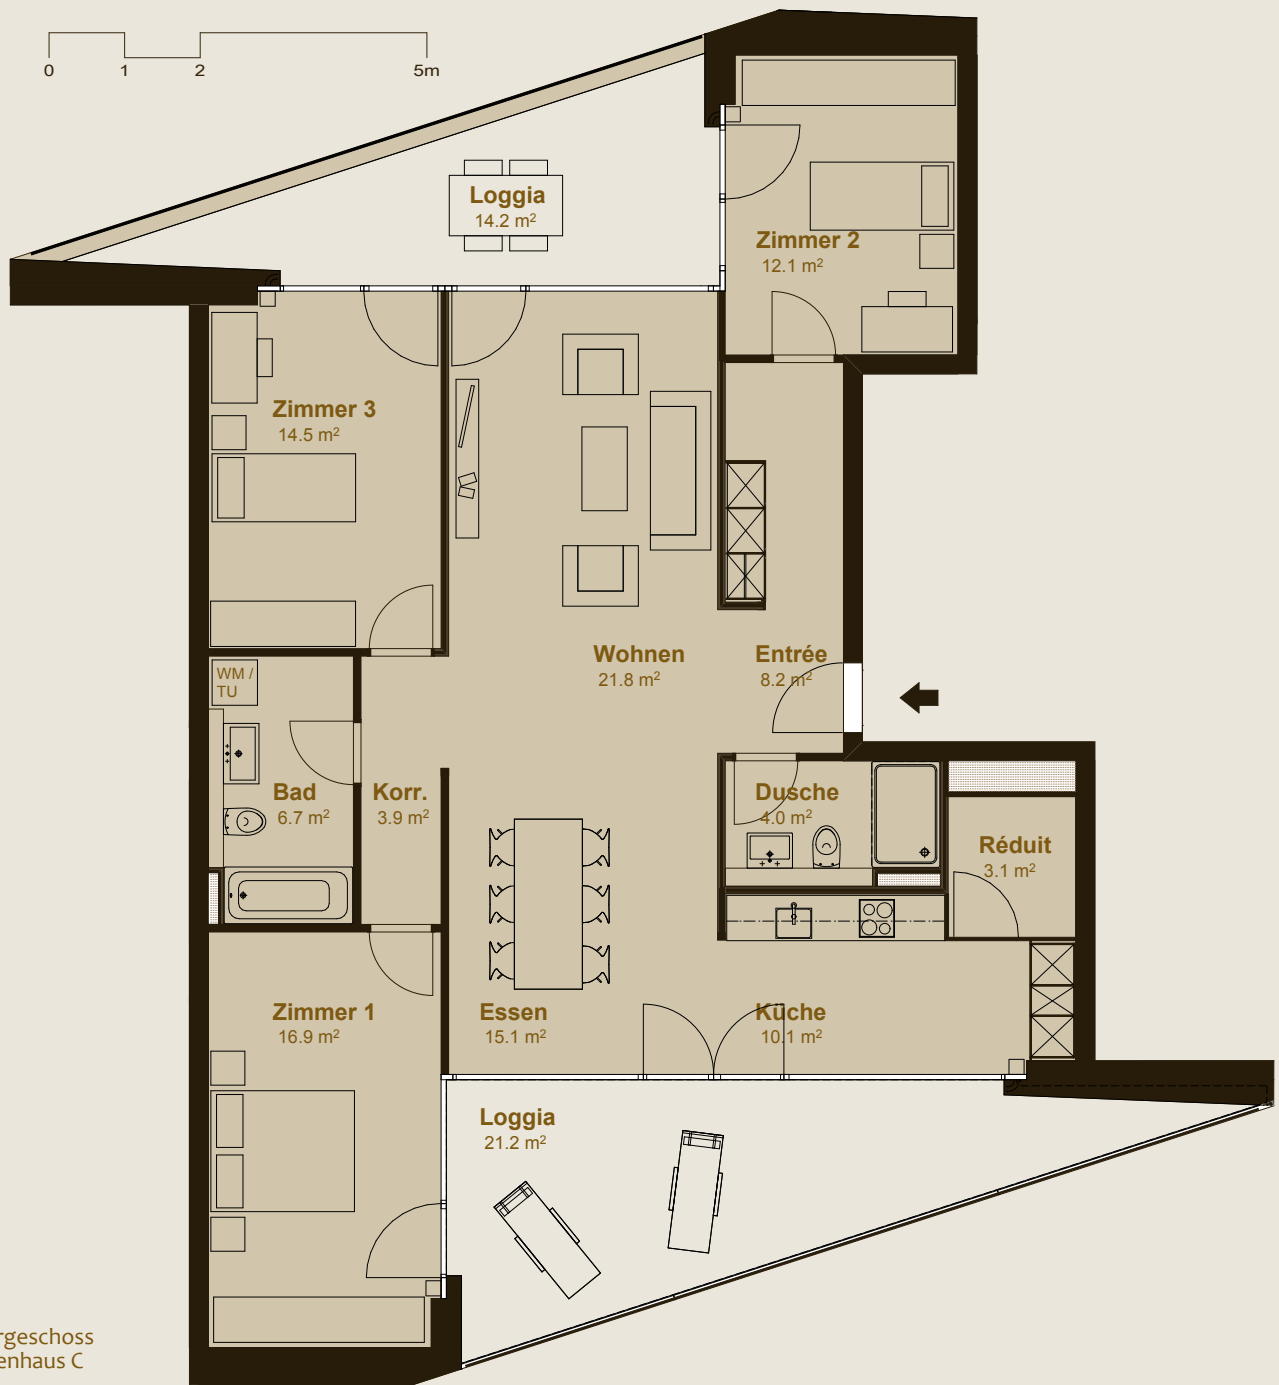 0 1 2 5m
Loggia
14.2 m²
Zimmer 2
12.1 m²
Zimmer 3
14.5 m²
Wohnen
21.8 m²
Entrée
8.2 m²
WM /
TU
Bad
6.7 m²
Korr.
3.9 m²
Dusche
4.0 m²
Réduit
3.1 m²
Zimmer 1
16.9 m²
Essen
15.1 m²
Küche
10.1 m²
Loggia
21.2 m²
rgeschoss
enhaus C